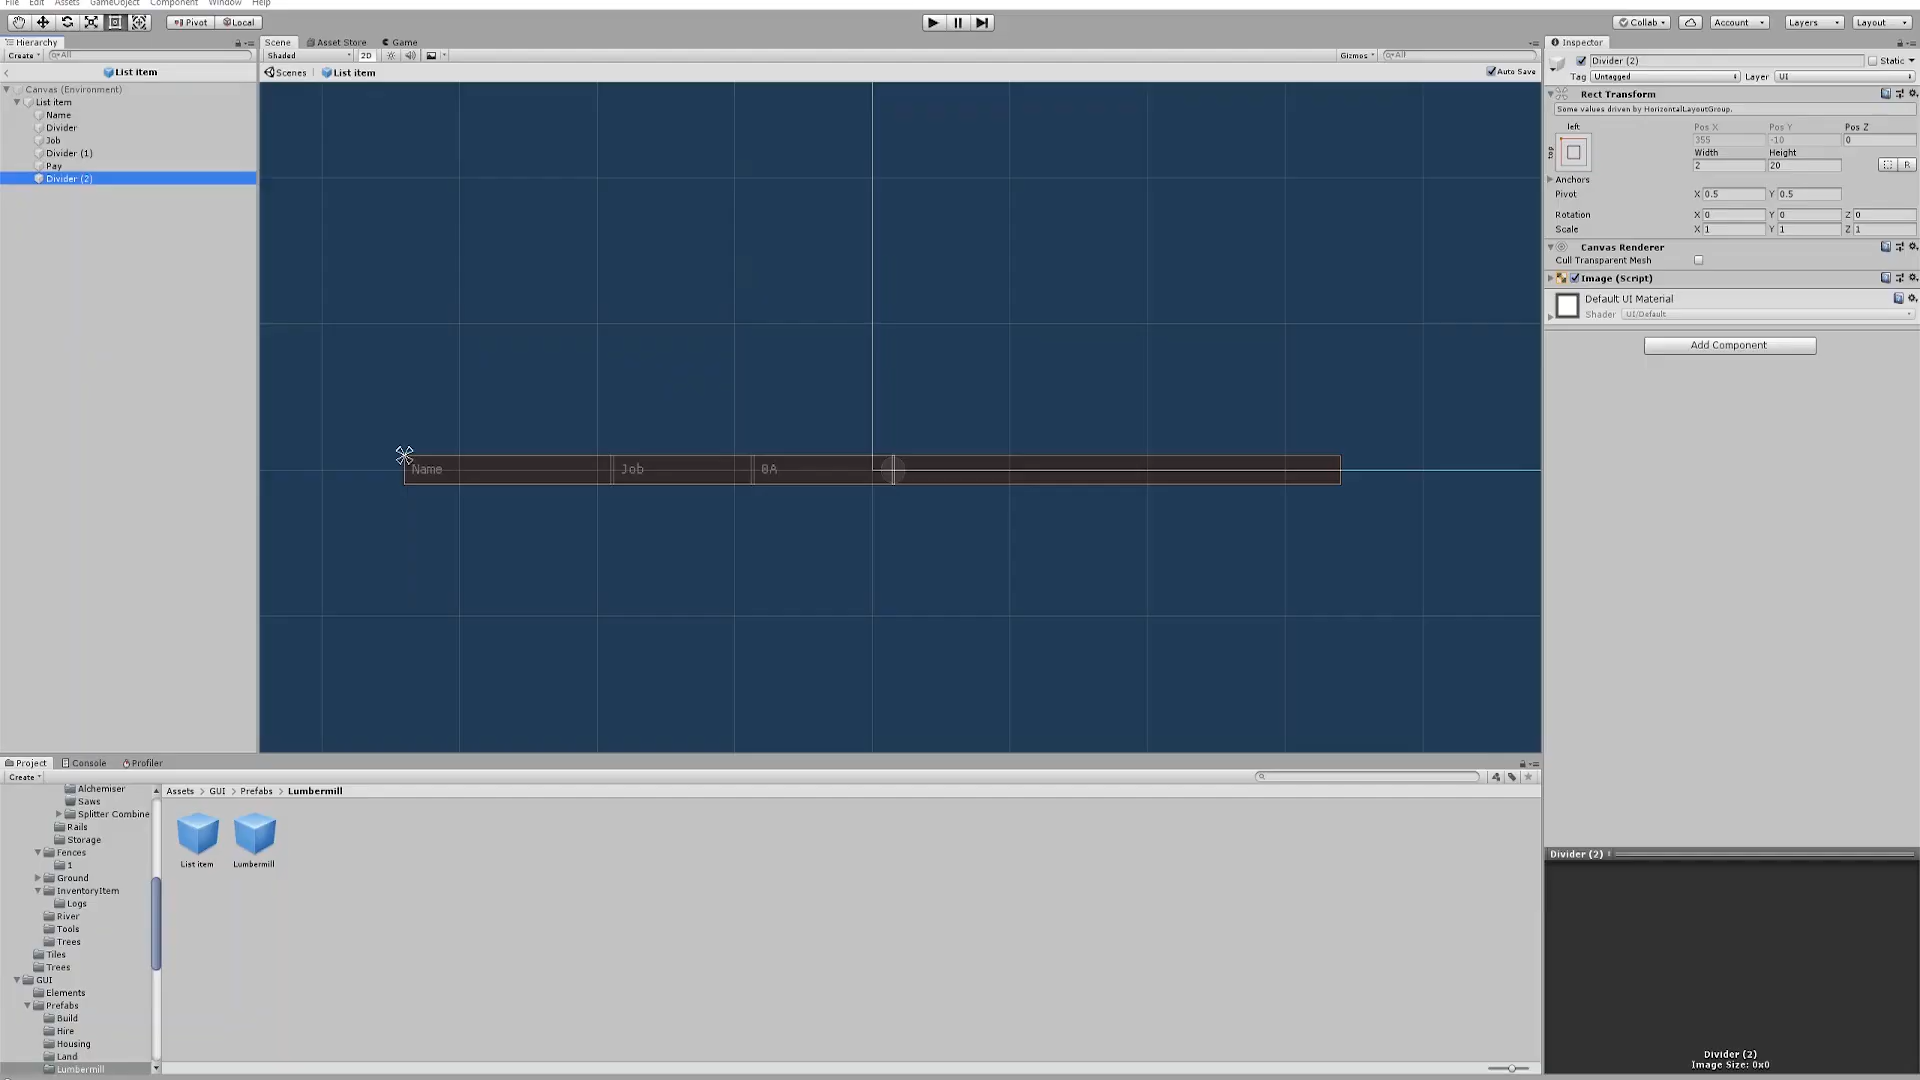 File Edit Assets GameObject Component Window Help
Pivot Local Collab Account Layers Layout
Hierarchy
Create All
List item
Canvas (Environment)
List item
Name
Divider
Job
Divider (1)
Pay
Divider (2)
Scene Asset Store Game
Shaded 2D Gizmos All
Scenes List item Auto Save
Name Job 0A
Inspector
Divider (2) Static
Tag Untagged Layer UI
Rect Transform
Some values driven by HorizontalLayoutGroup.
left Pos X Pos Y Pos Z
top 355 -10 0
Width Height
2 20 R
Anchors
Pivot X 0.5 Y 0.5
Rotation X 0 Y 0 Z 0
Scale X 1 Y 1 Z 1
Canvas Renderer
Cull Transparent Mesh
Image (Script)
Default UI Material
Shader UI/Default
Add Component
Project Console Profiler
Create
Alchemiser
Saws
Splitter Combine
Rails
Storage
Fences
1
Ground
InventoryItem
Logs
River
Tools
Trees
Tiles
Trees
GUI
Elements
Prefabs
Build
Hire
Housing
Land
Lumbermill
Assets > GUI > Prefabs > Lumbermill
List item Lumbermill
Divider (2)
Divider (2)
Image Size: 0x0